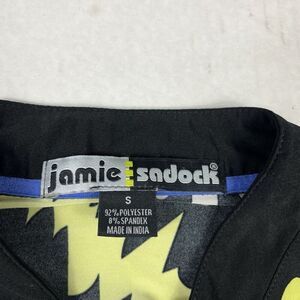 jamie sadock®
S
92% POLYESTER
8% SPANDEX
MADE IN INDIA